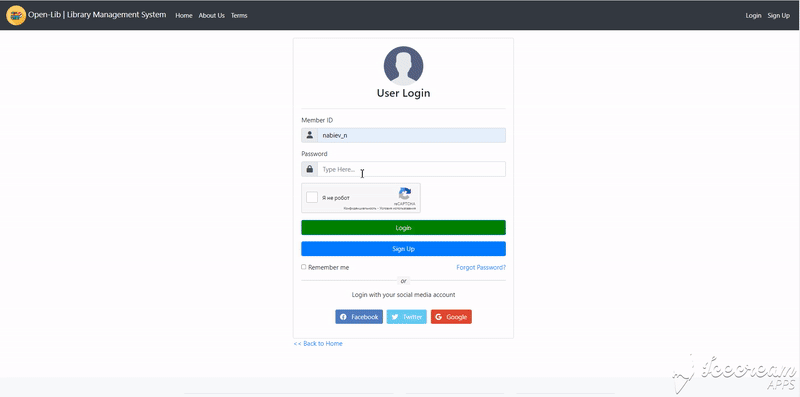 Open-Lib | Library Management System Home About Us Terms Login Sign Up
User Login
Member ID
nabiev_n
Password
Type Here...
Я не робот
reCAPTCHA
Конфиденциальность - Условия использования
Login
Sign Up
Remember me Forgot Password?
or
Login with your social media account
Facebook Twitter Google
<< Back to Home
Icecream
APPS